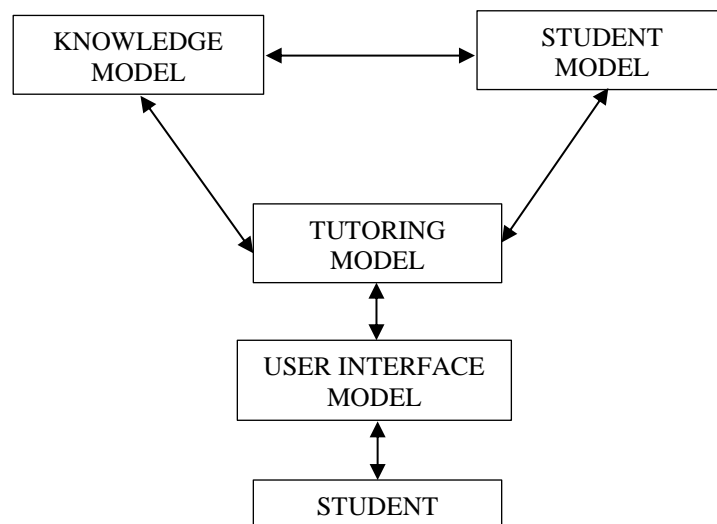 KNOWLEDGE
MODEL
STUDENT
MODEL
TUTORING
MODEL
USER INTERFACE
MODEL
STUDENT